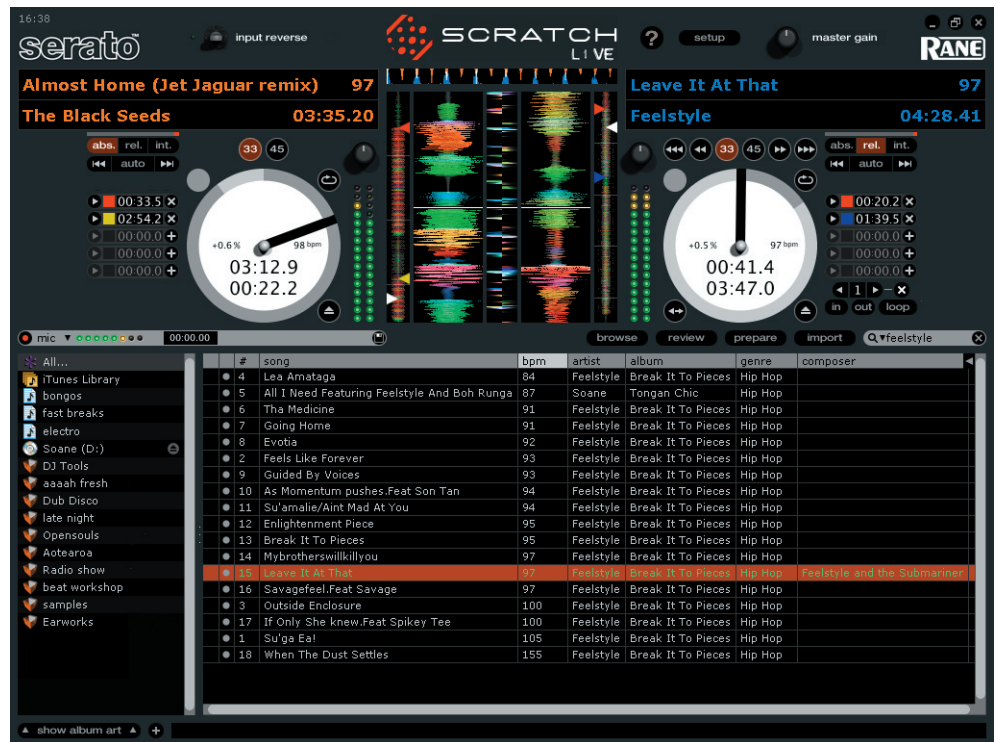 16:38
serato
input reverse
SCRATCH
LIVE
?
setup
master gain
RANE
Almost Home (Jet Jaguar remix) 97
The Black Seeds 03:35.20
Leave It At That 97
Feelstyle 04:28.41
abs. rel. int.
auto
33 45
00:33.5
02:54.2
00:00.0
00:00.0
00:00.0
+0.6% 98 bpm
03:12.9
00:22.2
33 45
abs. rel. int.
auto
+0.5% 97 bpm
00:41.4
03:47.0
00:20.2
01:39.5
00:00.0
00:00.0
00:00.0
1
in out loop
mic 00:00.00
browse review prepare import feelstyle
All...
iTunes Library
bongos
fast breaks
electro
Soane (D:)
DJ Tools
aaaah fresh
Dub Disco
late night
Opensouls
Aotearoa
Radio show
beat workshop
samples
Earworks
# song bpm artist album genre composer
4 Lea Amataga 84 Feelstyle Break It To Pieces Hip Hop
5 All I Need Featuring Feelstyle And Boh Runga 87 Soane Tongan Chic Hip Hop
6 Tha Medicine 91 Feelstyle Break It To Pieces Hip Hop
7 Going Home 91 Feelstyle Break It To Pieces Hip Hop
8 Evotia 92 Feelstyle Break It To Pieces Hip Hop
2 Feels Like Forever 93 Feelstyle Break It To Pieces Hip Hop
9 Guided By Voices 93 Feelstyle Break It To Pieces Hip Hop
10 As Momentum pushes.Feat Son Tan 94 Feelstyle Break It To Pieces Hip Hop
11 Su'amalie/Aint Mad At You 94 Feelstyle Break It To Pieces Hip Hop
12 Enlightenment Piece 95 Feelstyle Break It To Pieces Hip Hop
13 Break It To Pieces 95 Feelstyle Break It To Pieces Hip Hop
14 Mybrotherswillkillyou 97 Feelstyle Break It To Pieces Hip Hop
15 Leave It At That 97 Feelstyle Break It To Pieces Hip Hop Feelstyle and the Submariner
16 Savagefeel.Feat Savage 97 Feelstyle Break It To Pieces Hip Hop
3 Outside Enclosure 100 Feelstyle Break It To Pieces Hip Hop
17 If Only She knew.Feat Spikey Tee 100 Feelstyle Break It To Pieces Hip Hop
1 Su'ga Ea! 105 Feelstyle Break It To Pieces Hip Hop
18 When The Dust Settles 155 Feelstyle Break It To Pieces Hip Hop
show album art